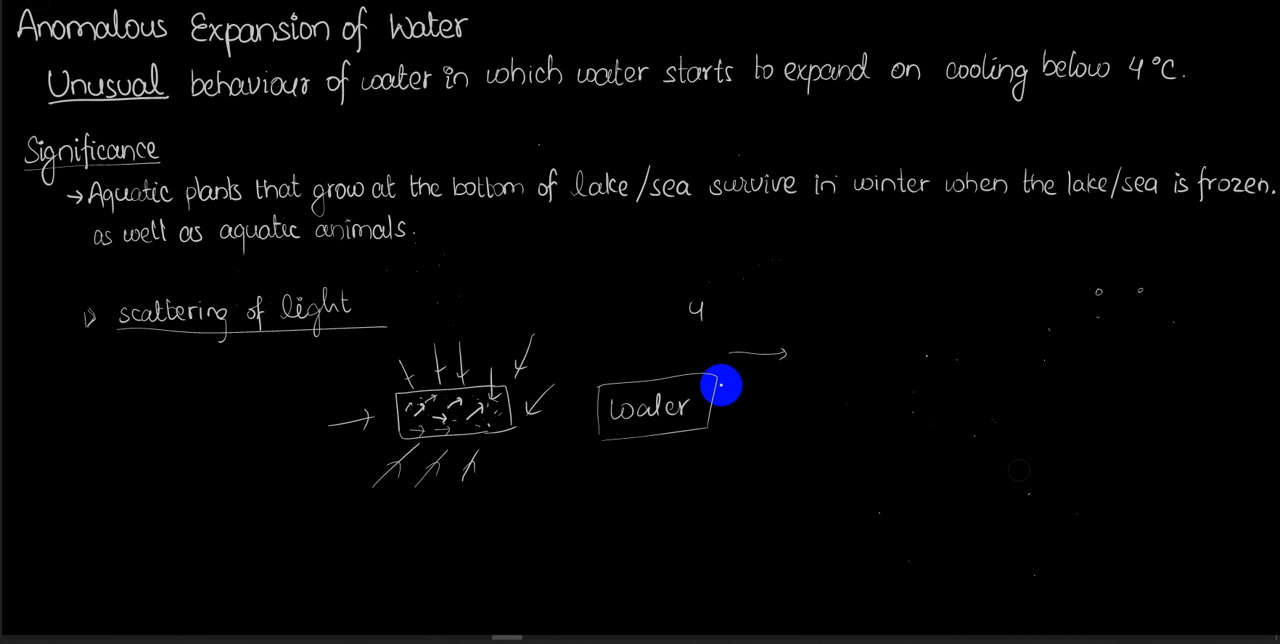 Anomalous Expansion of Water
Unusual behaviour of water in which water starts to expand on cooling below 4°C.
Significance
→ Aquatic plants that grow at the bottom of lake/sea survive in winter when the lake/sea is frozen.
as well as aquatic animals.
scattering of light
4
water